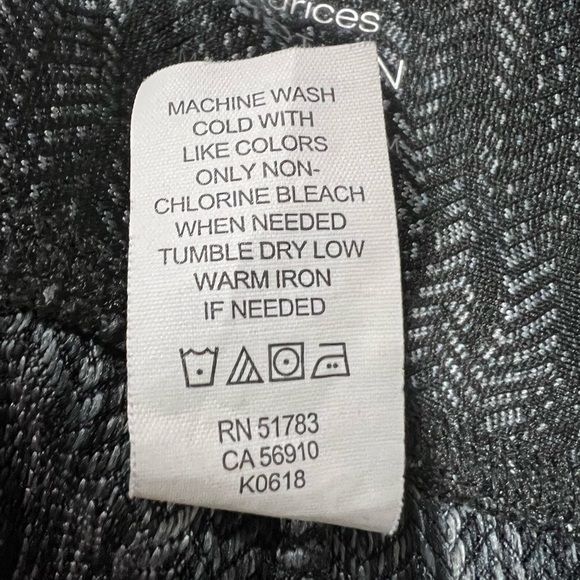 MACHINE WASH
COLD WITH
LIKE COLORS
ONLY NON-
CHLORINE BLEACH
WHEN NEEDED
TUMBLE DRY LOW
WARM IRON
IF NEEDED
RN 51783
CA 56910
K0618